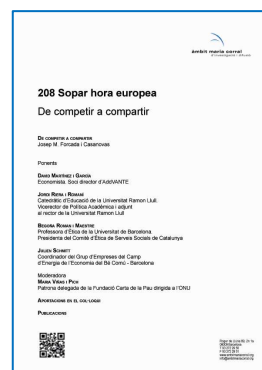 àmbit maria corral
208 Sopar hora europea
De competir a compartir
DE COMPETIR A COMPARTIR
Josep M. Forcada i Casanovas
Ponents
DAVID MARTÍNEZ I GARCÍA
Economista. Soci director d'AddVANTE
JORDI RIERA I ROMANÍ
Catedràtic d'Educació de la Universitat Ramon Llull.
Vicerector de Política Acadèmica i adjunt
al rector de la Universitat Ramon Llull
BEGOÑA ROMAN I MAESTRE
Professora d'Ètica de la Universitat de Barcelona.
Presidenta del Comitè d'Ètica de Serveis Socials de Catalunya
JULIEN SCHMITT
Coordinador del Grup d'Empreses del Camp
d'Energia de l'Economia del Bé Comú - Barcelona
Moderadora
MARIA VIÑAS I PICH
Patrona delegada de la Fundació Carta de la Pau dirigida a l'ONU
APORTACIONS EN EL COL·LOQUI
PUBLICACIONS